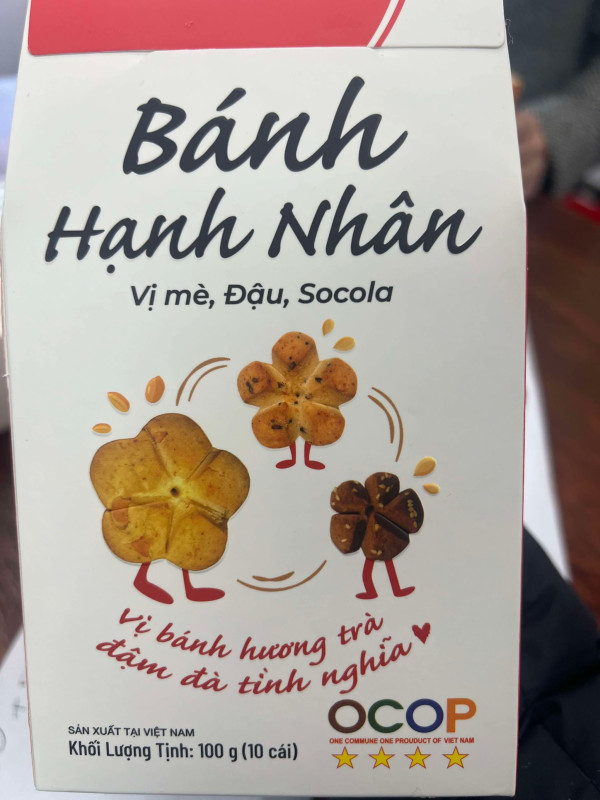 Bánh
Hạnh Nhân
Vị mè, Đậu, Socola
Vị bánh hương trà
đậm đà tình nghĩa
SẢN XUẤT TẠI VIỆT NAM
Khối Lượng Tịnh: 100 g (10 cái)
OCOP
ONE COMMUNE ONE PROUDUCT OF VIET NAM